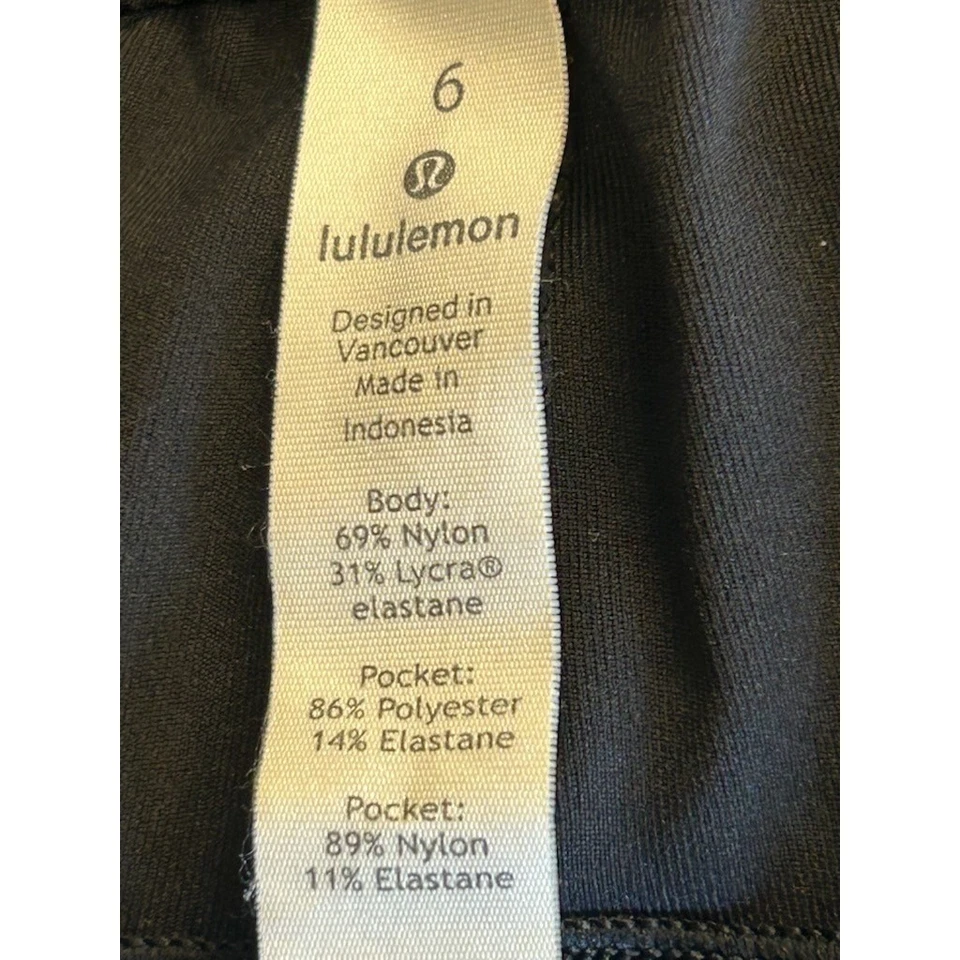 6
lululemon
Designed in
Vancouver
Made in
Indonesia
Body:
69% Nylon
31% Lycra®
elastane
Pocket:
86% Polyester
14% Elastane
Pocket:
89% Nylon
11% Elastane